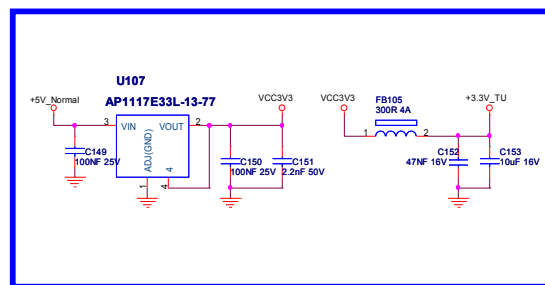 U107
AP1117E33L-13-77
+5V_Normal
VCC3V3
VCC3V3
FB105
300R 4A
+3.3V_TU
3
VIN
VOUT
2
ADJ(GND)
4
1
4
1
2
C149
100NF 25V
C150
100NF 25V
C151
2.2nF 50V
C152
47NF 16V
C153
10uF 16V